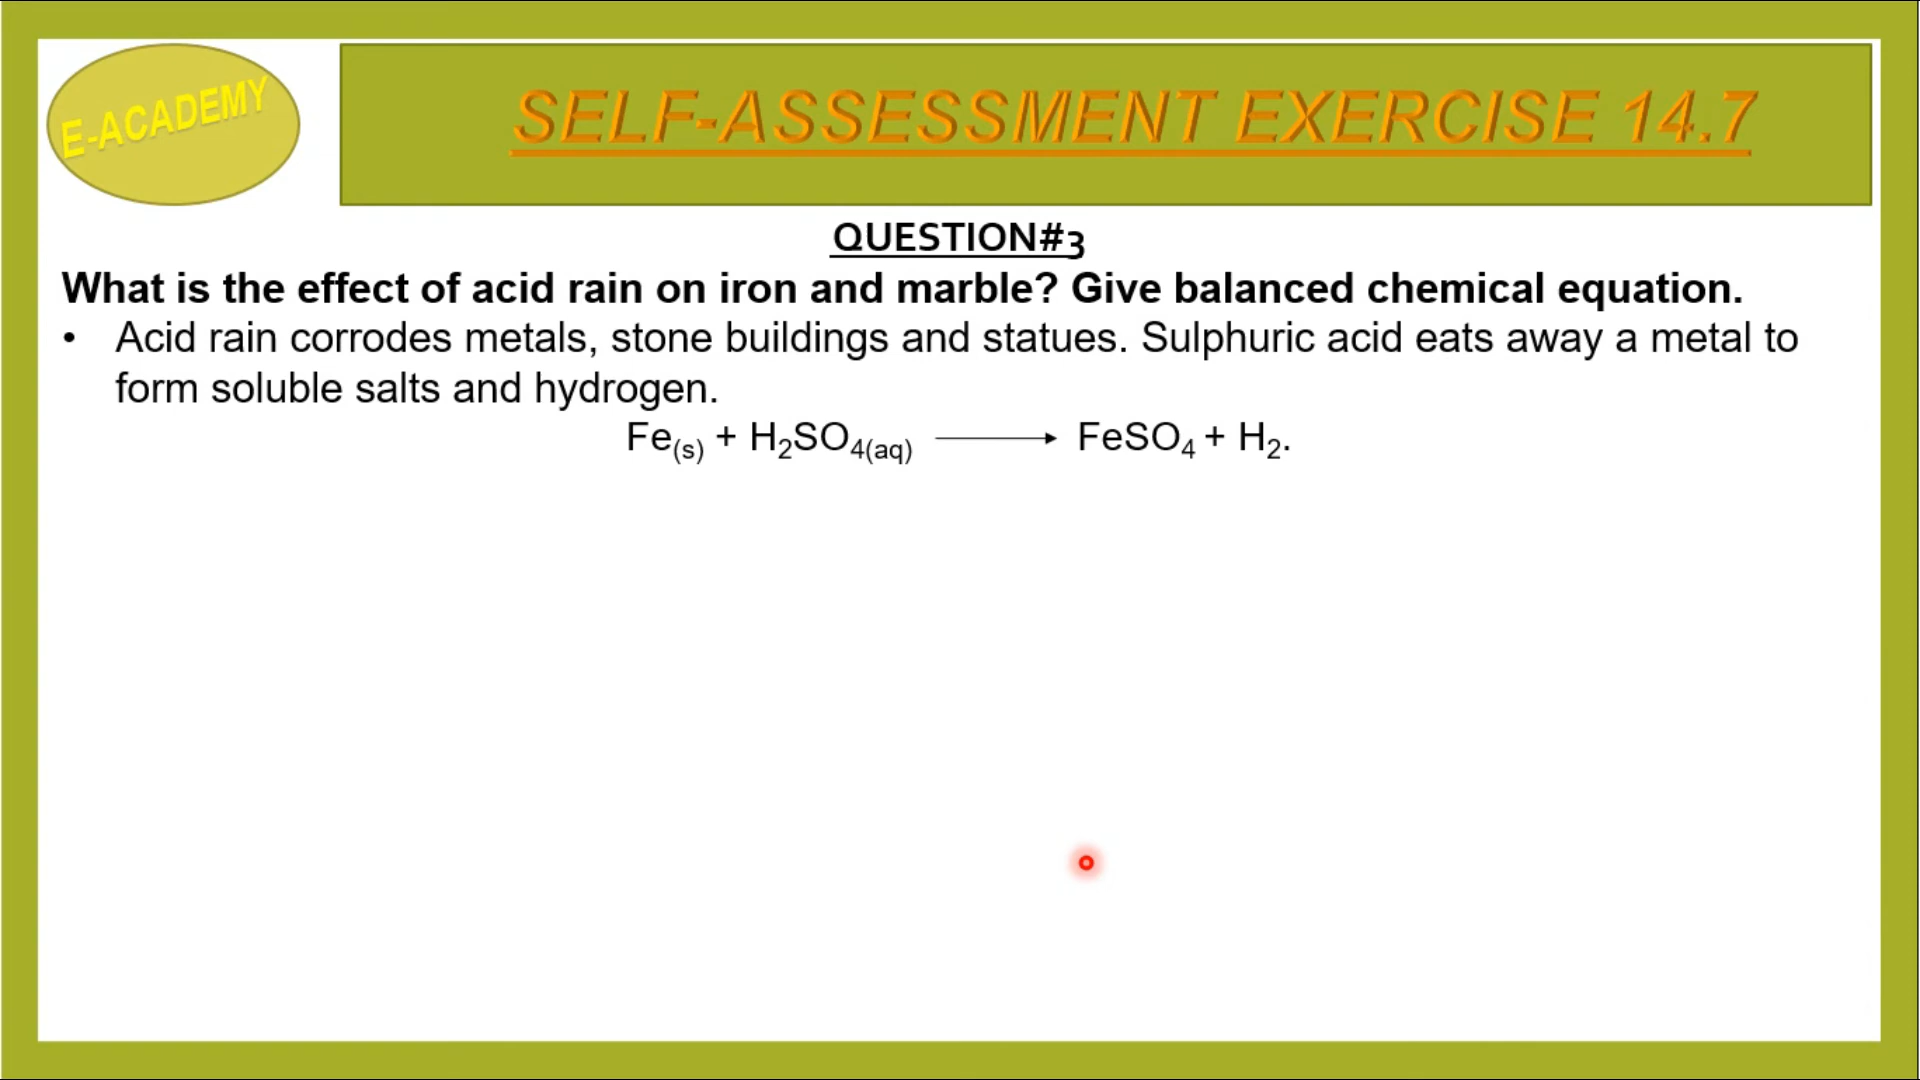 E-ACADEMY
SELF-ASSESSMENT EXERCISE 14.7
QUESTION#3
What is the effect of acid rain on iron and marble? Give balanced chemical equation.
• Acid rain corrodes metals, stone buildings and statues. Sulphuric acid eats away a metal to
form soluble salts and hydrogen.
Fe(s) + H2SO4(aq) ⟶ FeSO4 + H2.